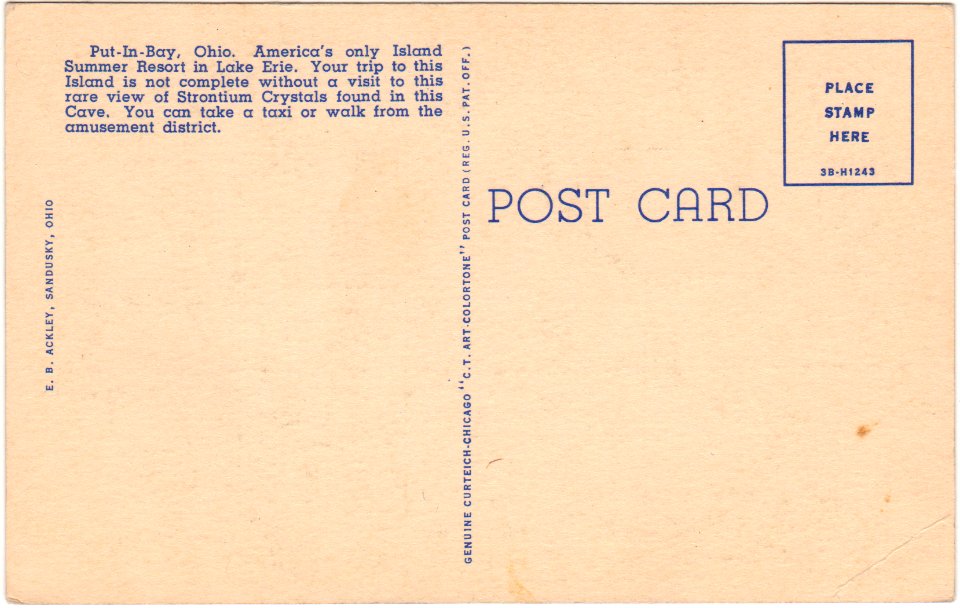 Put-In-Bay, Ohio. America's only Island
Summer Resort in Lake Erie. Your trip to this
Island is not complete without a visit to this
rare view of Strontium Crystals found in this
Cave. You can take a taxi or walk from the
amusement district.
E. B. ACKLEY, SANDUSKY, OHIO
GENUINE CURTEICH-CHICAGO "C.T. ART-COLORTONE" POST CARD (REG. U.S. PAT. OFF.)
POST CARD
PLACE
STAMP
HERE
3B-H1243